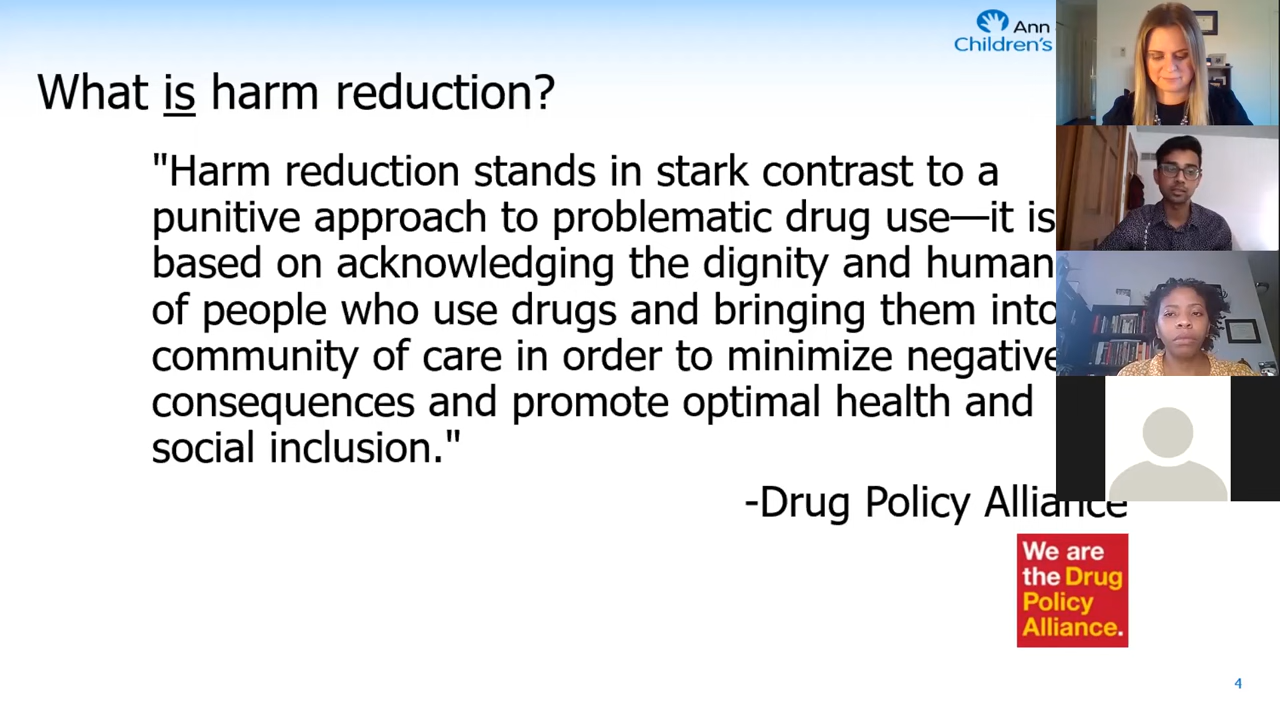 Ann
Children's
What is harm reduction?
"Harm reduction stands in stark contrast to a
punitive approach to problematic drug use—it is
based on acknowledging the dignity and human
of people who use drugs and bringing them into
community of care in order to minimize negative
consequences and promote optimal health and
social inclusion."
-Drug Policy Alliance
We are
the Drug
Policy
Alliance.
4